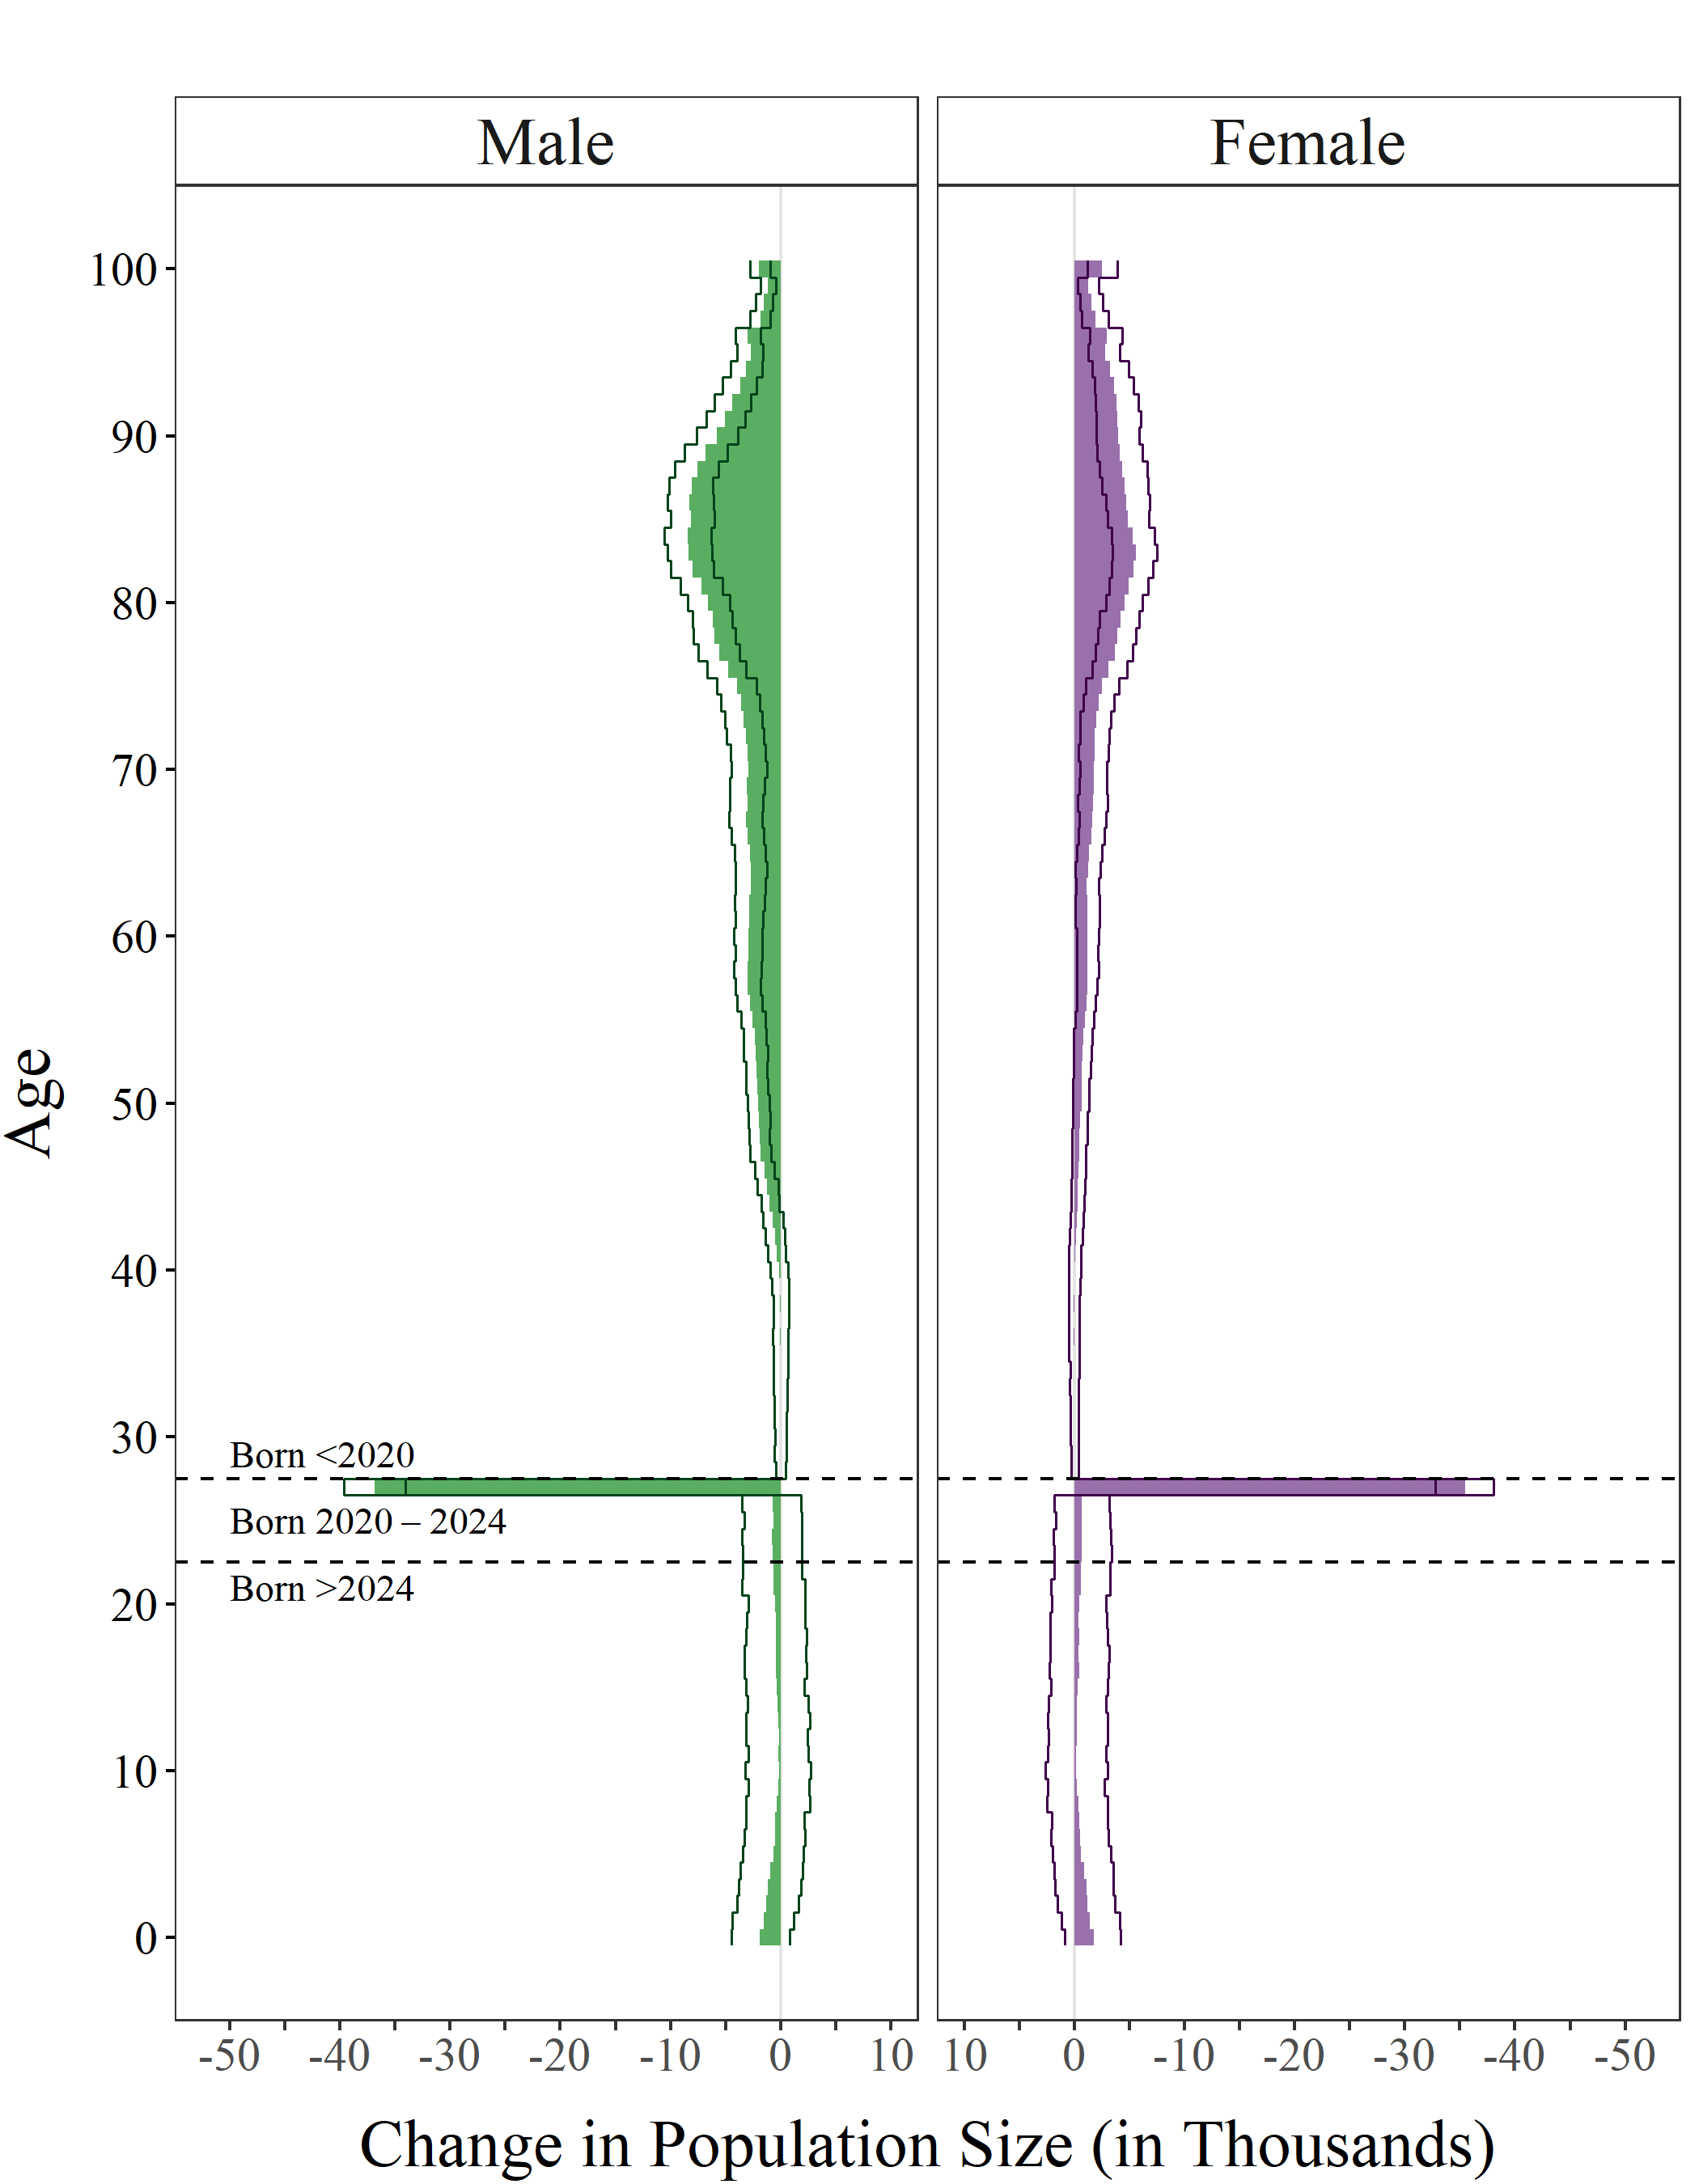 Male Female
100
90
80
70
60
50
40
30
20
10
0
Age
Born <2020
Born 2020 – 2024
Born >2024
-50 -40 -30 -20 -10 0 10 10 0 -10 -20 -30 -40 -50
Change in Population Size (in Thousands)